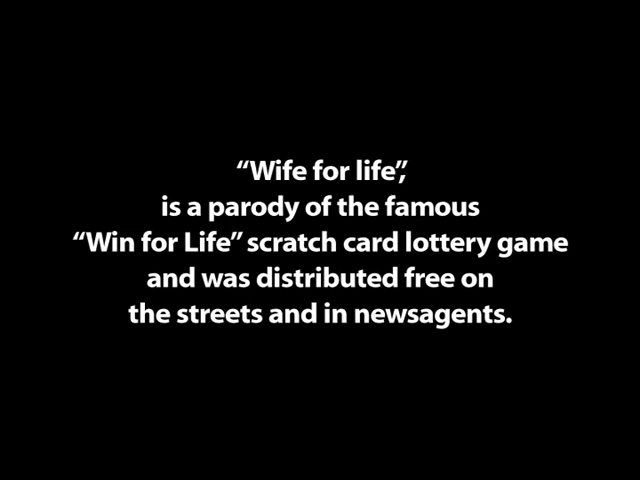 “Wife for life”,
is a parody of the famous
“Win for Life” scratch card lottery game
and was distributed free on
the streets and in newsagents.